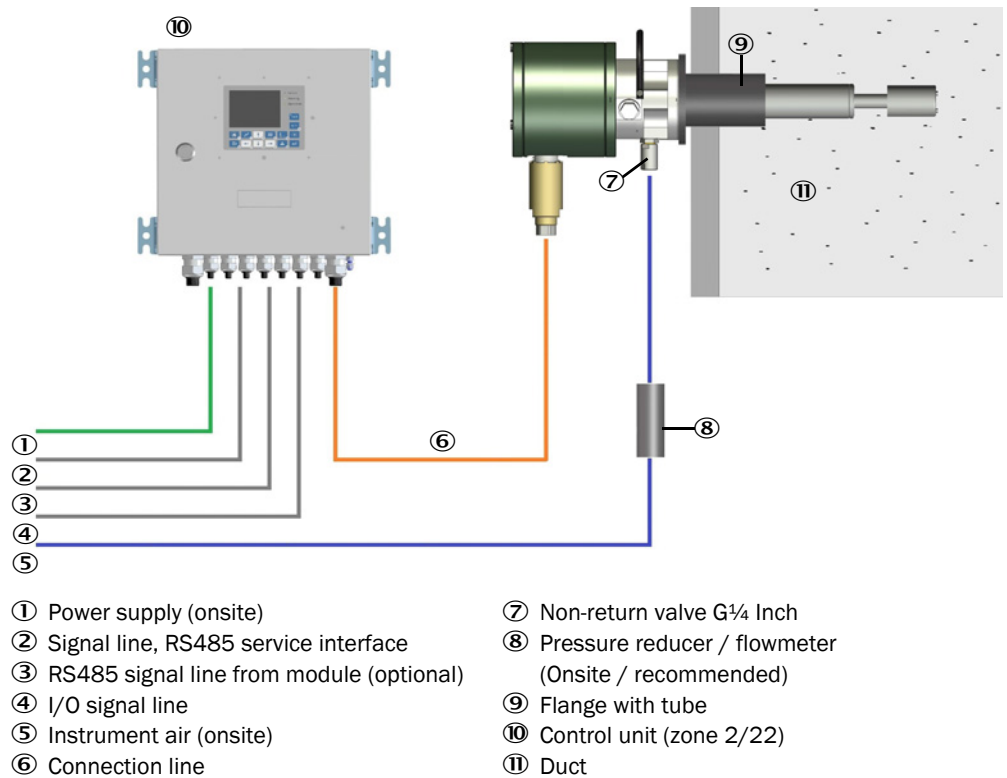 ⑩
⑨
⑦
⑪
⑥
⑧
①
②
③
④
⑤
① Power supply (onsite)
② Signal line, RS485 service interface
③ RS485 signal line from module (optional)
④ I/O signal line
⑤ Instrument air (onsite)
⑥ Connection line
⑦ Non-return valve G¼ Inch
⑧ Pressure reducer / flowmeter
(Onsite / recommended)
⑨ Flange with tube
⑩ Control unit (zone 2/22)
⑪ Duct